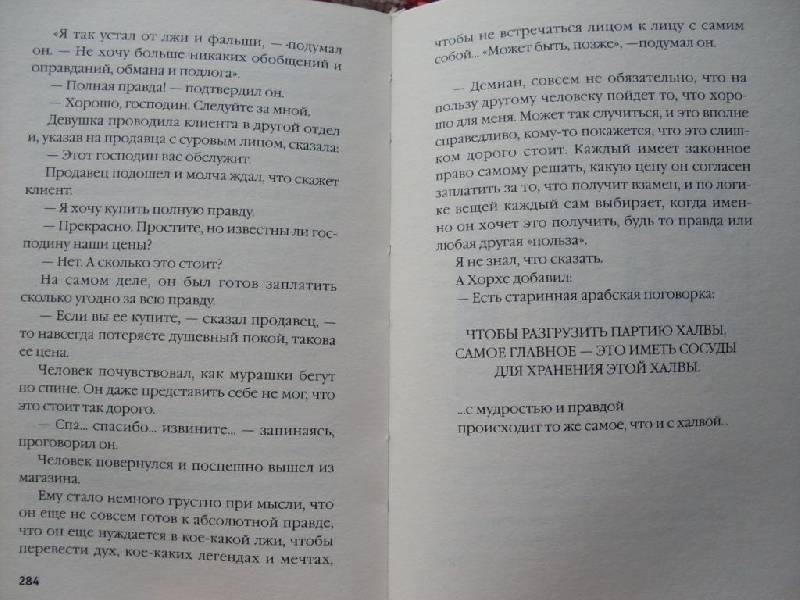 «Я так устал от лжи и фальши, — -подумал
он. — Не хочу больше никаких обобщений и
оправданий, обмана и подлога».
— Полная правда! — подтвердил он.
— Хорошо, господин. Следуйте за мной.
Девушка проводила клиента в другой отдел
и, указав на продавца с суровым лицом, сказала:
— Этот господин вас обслужит.
Продавец подошел и молча ждал, что скажет
клиент.
— Я хочу купить полную правду.
— Прекрасно. Простите, но известны ли гос-
подину наши цены?
— Нет. А сколько это стоит?
На самом деле, он был готов заплатить
сколько угодно за всю правду.
— Если вы ее купите, — сказал продавец, —
то навсегда потеряете душевный покой, такова
ее цена.
Человек почувствовал, как мурашки бегут
по спине. Он даже представить себе не мог, что
это стоит так дорого.
— Спа... спасибо... извините... — запинаясь,
проговорил он.
Человек повернулся и поспешно вышел из
магазина.
Ему стало немного грустно при мысли, что
он еще не совсем готов к абсолютной правде,
что он еще нуждается в кое-какой лжи, чтобы
перевести дух, кое-каких легендах и мечтах,
284
чтобы не встречаться лицом к лицу с самим
собой... «Может быть, позже», —подумал он.
— Демиан, совсем не обязательно, что на
пользу другому человеку пойдет то, что хоро-
шо для меня. Может так случиться, и это вполне
справедливо, кому-то покажется, что это слиш-
ком дорого стоит. Каждый имеет законное
право самому решать, какую цену он согласен
заплатить за то, что получит взамен, и по логи-
ке вещей каждый сам выбирает, когда имен-
но он хочет это получить, будь то правда или
любая другая «польза».
Я не знал, что сказать.
А Хорхе добавил:
— Есть старинная арабская поговорка:
ЧТОБЫ РАЗГРУЗИТЬ ПАРТИЮ ХАЛВЫ,
САМОЕ ГЛАВНОЕ — ЭТО ИМЕТЬ СОСУДЫ
ДЛЯ ХРАНЕНИЯ ЭТОЙ ХАЛВЫ.
...с мудростью и правдой
происходит то же самое, что и с халвой..